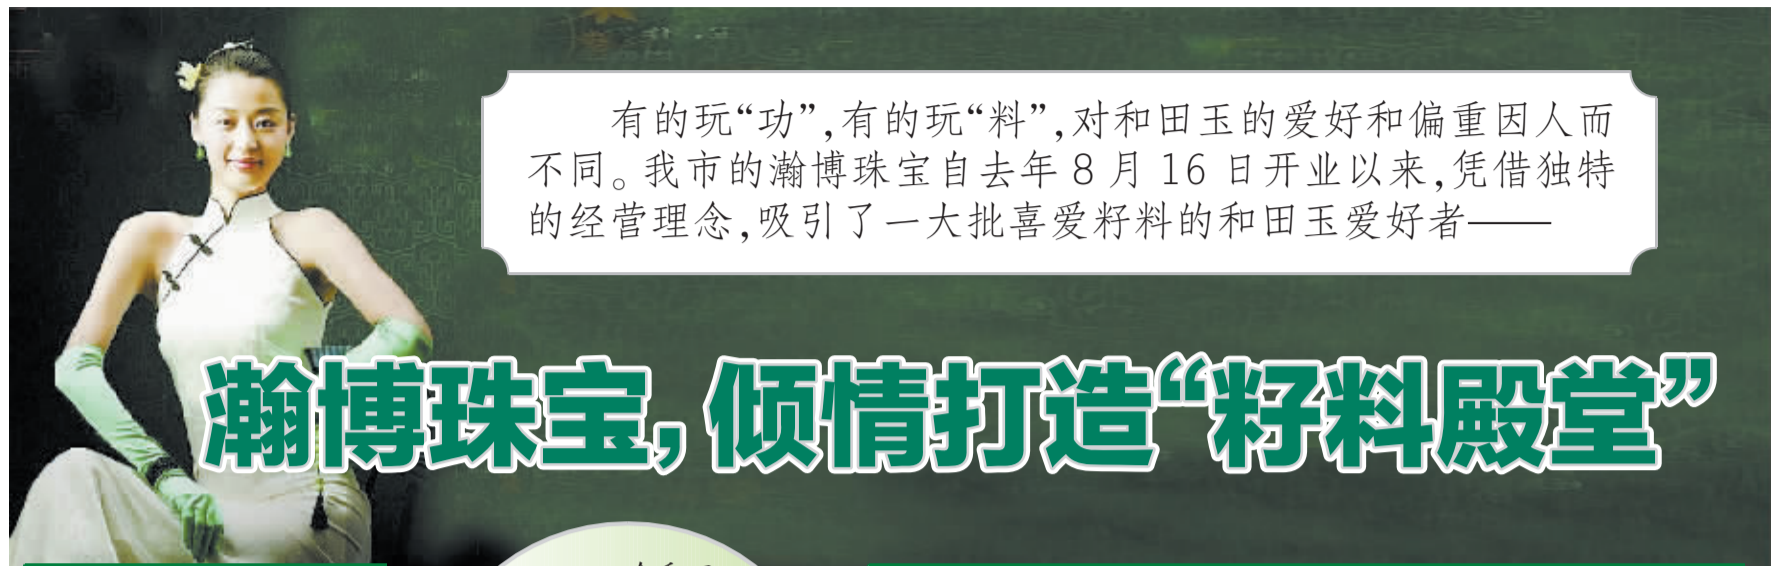 有的玩“功”，有的玩“料”，对和田玉的爱好和偏重因人而
不同。我市的瀚博珠宝自去年8月16日开业以来，凭借独特
的经营理念，吸引了一大批喜爱籽料的和田玉爱好者——
瀚博珠宝，倾情打造“籽料殿堂”